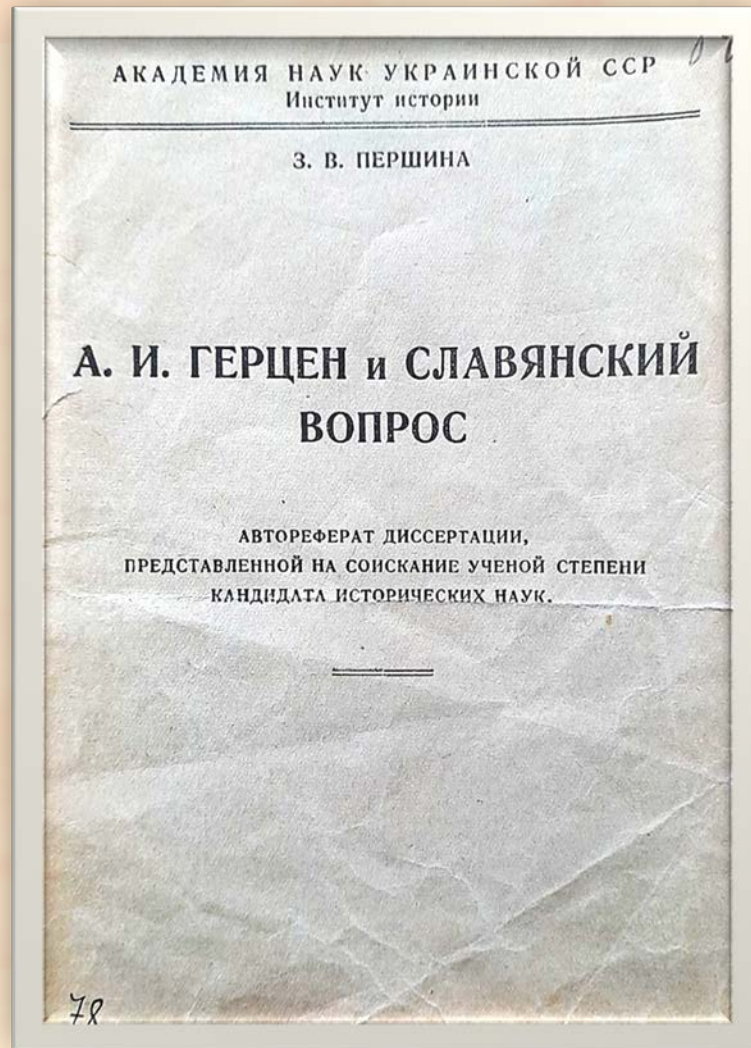 АКАДЕМИЯ НАУК УКРАИНСКОЙ ССР
Институт истории
З. В. ПЕРШИНА
А. И. ГЕРЦЕН и СЛАВЯНСКИЙ
ВОПРОС
АВТОРЕФЕРАТ ДИССЕРТАЦИИ,
ПРЕДСТАВЛЕННОЙ НА СОИСКАНИЕ УЧЕНОЙ СТЕПЕНИ
КАНДИДАТА ИСТОРИЧЕСКИХ НАУК.
78